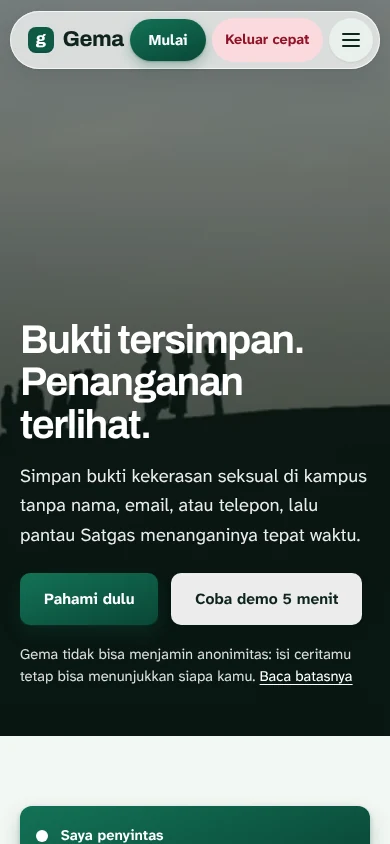 g Gema Mulai Keluar cepat
Bukti tersimpan.
Penanganan
terlihat.
Simpan bukti kekerasan seksual di kampus
tanpa nama, email, atau telepon, lalu
pantau Satgas menanganinya tepat waktu.
Pahami dulu Coba demo 5 menit
Gema tidak bisa menjamin anonimitas: isi ceritamu
tetap bisa menunjukkan siapa kamu. Baca batasnya
Saya penyintas